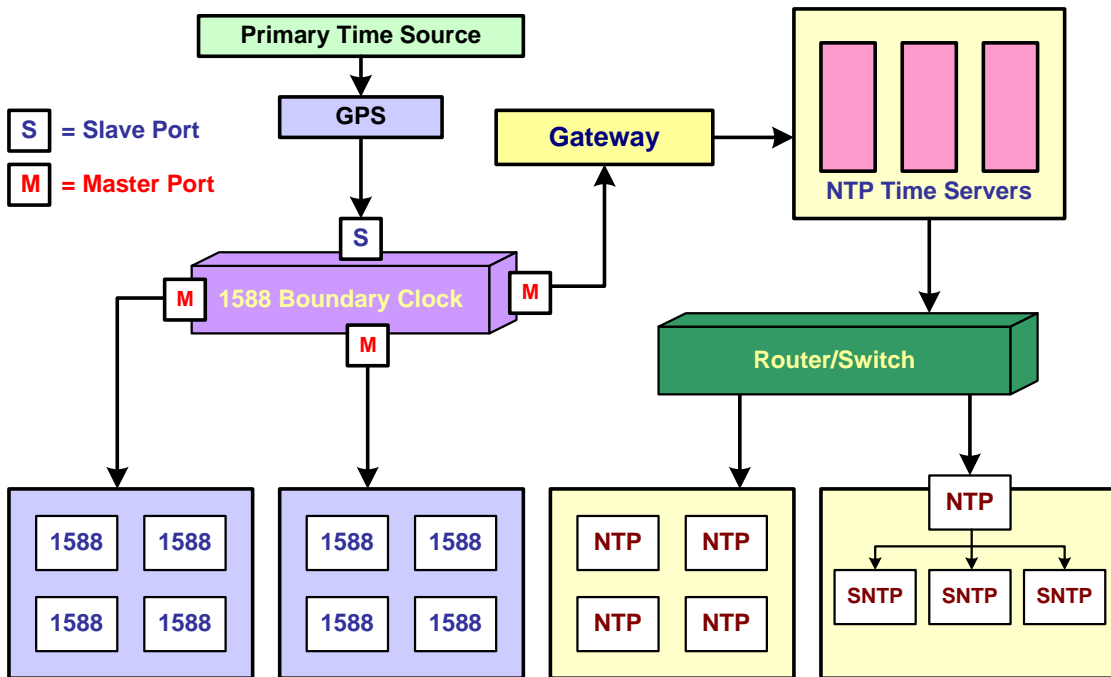 Primary Time Source
GPS
S = Slave Port
M = Master Port
Gateway
NTP Time Servers
S
M
1588 Boundary Clock
M
M
Router/Switch
1588 1588
1588 1588
1588 1588
1588 1588
NTP NTP
NTP NTP
NTP
SNTP SNTP SNTP